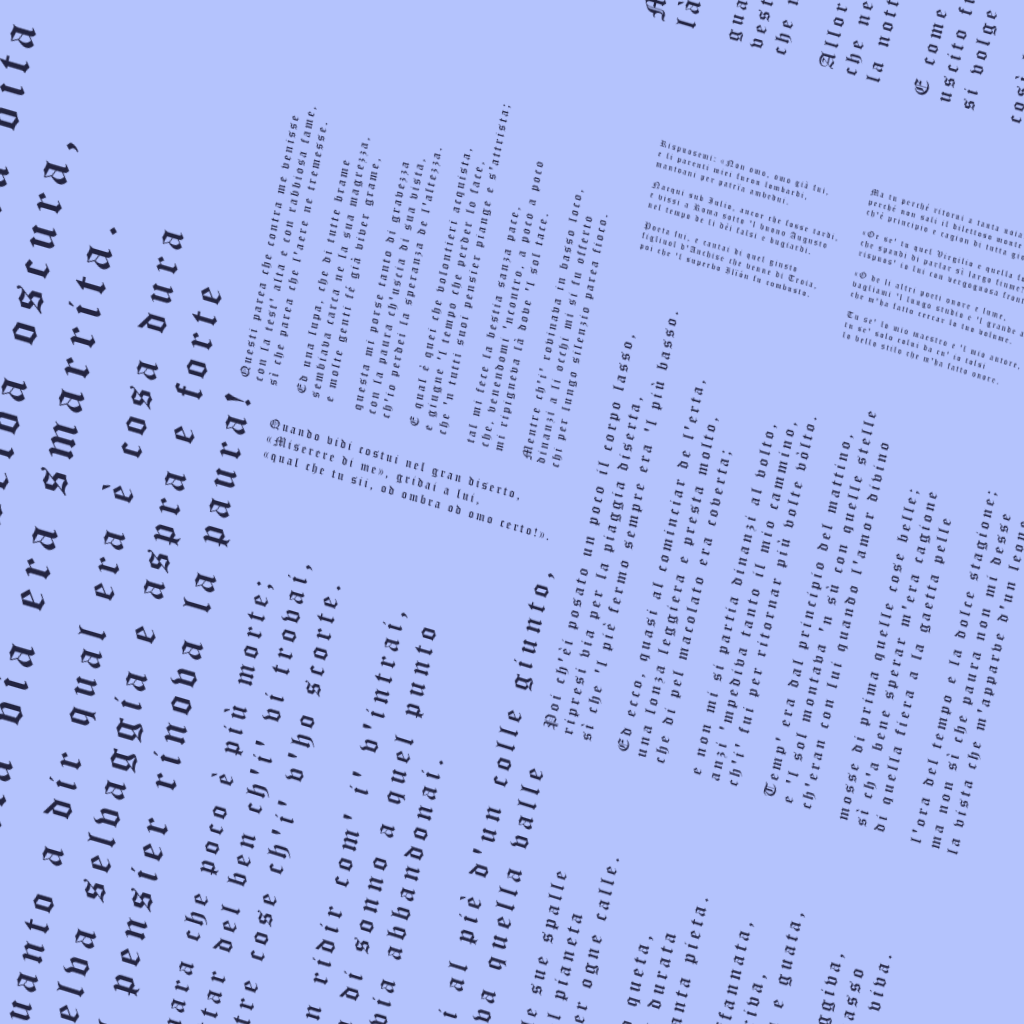 vita
oscura,
via era smarrita.
uanto a dir qual era è cosa dura
elva selvaggia e aspra e forte
pensier rinova la paura!
mara che poco è più morte;
ttar del ben ch'i' vi trovai,
tre cose ch'i' v'ho scorte.
n ridir com' i' v'intrai,
di sonno a quel punto
via abbandonai.
i al piè d'un colle giunto,
va quella valle
là
gua
vest
che n
sue spalle
pianeta
er ogne calle.
Allor
che ne
la nott
queta,
durata
anta pieta.
E come
uscito fu
si volge
ffannata,
riva,
e guata,
così
ggiva,
asso
viva.
Poi ch'èi posato un poco il corpo lasso,
ripresi via per la piaggia diserta,
sì che 'l piè fermo sempre era 'l più basso.
Ed ecco, quasi al cominciar de l'erta,
una lonza leggiera e presta molto,
che di pel macolato era coverta;
e non mi si partia dinanzi al volto,
anzi 'mpediva tanto il mio cammino,
ch'i' fui per ritornar più volte vòlto.
Temp' era dal principio del mattino,
e 'l sol montava 'n sù con quelle stelle
ch'eran con lui quando l'amor divino
mosse di prima quelle cose belle;
sì ch'a bene sperar m'era cagione
di quella fiera a la gaetta pelle
l'ora del tempo e la dolce stagione;
ma non sì che paura non mi desse
la vista che m'apparve d'un leone.
Questi parea che contra me venisse
con la test' alta e con rabbiosa fame,
sì che parea che l'aere ne tremesse.
Ed una lupa, che di tutte brame
sembiava carca ne la sua magrezza,
e molte genti fé già viver grame,
questa mi porse tanto di gravezza
con la paura ch'uscia di sua vista,
ch'io perdei la speranza de l'altezza.
E qual è quei che volontieri acquista,
e giugne 'l tempo che perder lo face,
che 'n tutti suoi pensier piange e s'attrista;
tal mi fece la bestia sanza pace,
che, venendomi 'ncontro, a poco a poco
mi ripigneva là dove 'l sol tace.
Mentre ch'i' rovinava in basso loco,
dinanzi a li occhi mi si fu offerto
chi per lungo silenzio parea fioco.
Quando vidi costui nel gran diserto,
«Miserere di me», gridai a lui,
«qual che tu sii, od ombra od omo certo!».
Rispuosemi: «Non omo, omo già fui,
e li parenti miei furon lombardi,
mantoani per patrïa ambedui.
Nacqui sub Iulio, ancor che fosse tardi,
e vissi a Roma sotto 'l buono Augusto
nel tempo de li dèi falsi e bugiardi.
Poeta fui, e cantai di quel giusto
figliuol d'Anchise che venne di Troia,
poi che 'l superbo Ilïón fu combusto.
Ma tu perché ritorni a tanta noia
perché non sali il dilettoso monte
ch'è principio e cagion di tutta gio
«Or se' tu quel Virgilio e quella fo
che spandi di parlar sì largo fiume
rispuos' io lui con vergognosa front
«O de li altri poeti onore e lume,
vagliami 'l lungo studio e 'l grande a
che m'ha fatto cercar lo tuo volume.
Tu se' lo mio maestro e 'l mio autore,
tu se' solo colui da cu' io tolsi
lo bello stilo che m'ha fatto onore.